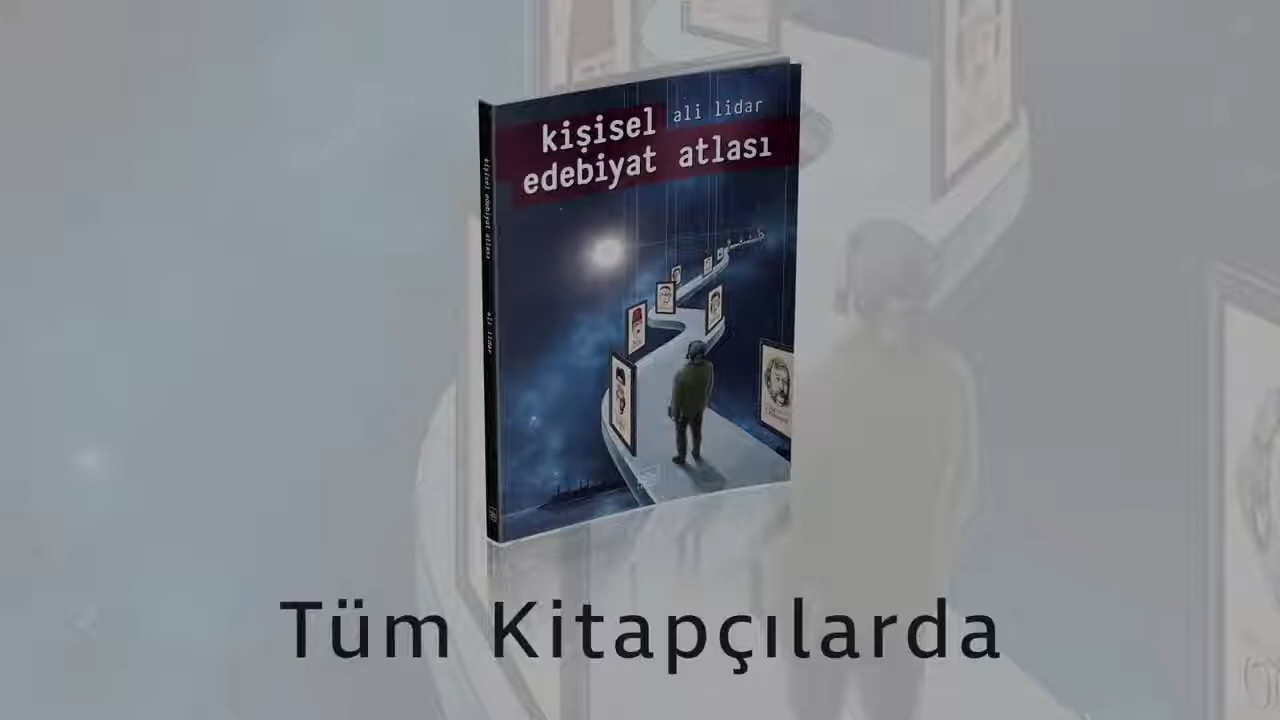 kişisel
ali lidar
edebiyat atlası
kişisel edebiyat atlası ali lidar
Tüm Kitapçılarda